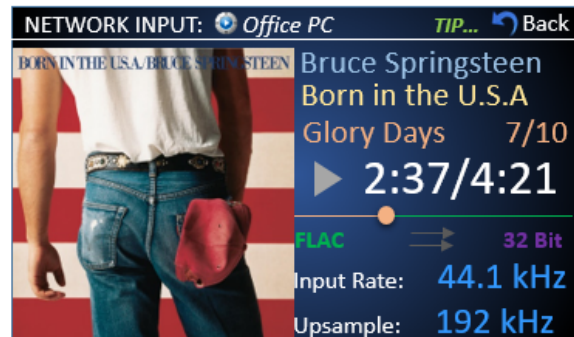 NETWORK INPUT: Office PC TIP... Back
BORN IN THE U.S.A./BRUCE SPRINGSTEEN
Bruce Springsteen
Born in the U.S.A
Glory Days 7/10
2:37/4:21
FLAC 32 Bit
Input Rate: 44.1 kHz
Upsample: 192 kHz